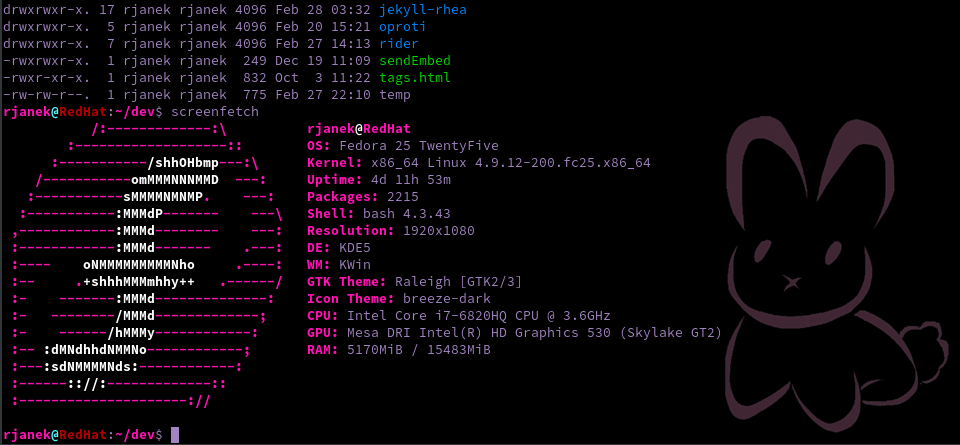 drwxrwxr-x. 17 rjanek rjanek 4096 Feb 28 03:32 jekyll-rhea
drwxrwxr-x.  5 rjanek rjanek 4096 Feb 20 15:21 oproti
drwxrwxr-x.  7 rjanek rjanek 4096 Feb 27 14:13 rider
-rwxrwxr-x.  1 rjanek rjanek  249 Dec 19 11:09 sendEmbed
-rwxr-xr-x.  1 rjanek rjanek  832 Oct  3 11:22 tags.html
-rw-rw-r--.  1 rjanek rjanek  775 Feb 27 22:10 temp
rjanek@RedHat:~/dev$ screenfetch
           /:-------------:\          rjanek@RedHat
        :-------------------::        OS: Fedora 25 TwentyFive
      :-----------/shhOHbmp---:\      Kernel: x86_64 Linux 4.9.12-200.fc25.x86_64
    /-----------omMMMNNNMMD  ---:     Uptime: 4d 11h 53m
   :-----------sMMMMNMNMP.    ---:    Packages: 2215
  :-----------:MMMdP-------    ---\   Shell: bash 4.3.43
 ,------------:MMMd--------    ---:   Resolution: 1920x1080
 :------------:MMMd-------    .---:   DE: KDE5
 :----    oNMMMMMMMMMNho     .----:   WM: KWin
 :--     .+shhhMMMmhhy++   .------/   GTK Theme: Raleigh [GTK2/3]
 :-    -------:MMMd--------------:    Icon Theme: breeze-dark
 :-   --------/MMMd-------------;     CPU: Intel Core i7-6820HQ CPU @ 3.6GHz
 :-    ------/hMMMy------------:      GPU: Mesa DRI Intel(R) HD Graphics 530 (Skylake GT2)
 :-- :dMNdhhdNMMNo------------;       RAM: 5170MiB / 15483MiB
 :---:sdNMMMMNds:------------:
 :------:://:-------------::
 :---------------------://
rjanek@RedHat:~/dev$